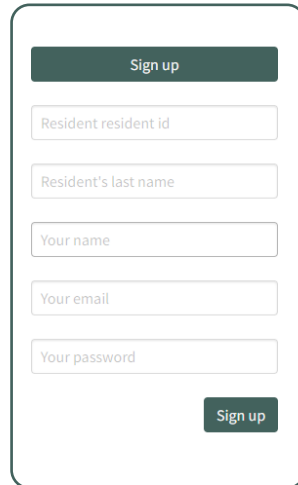 Sign up
Resident resident id
Resident's last name
Your name
Your email
Your password
Sign up